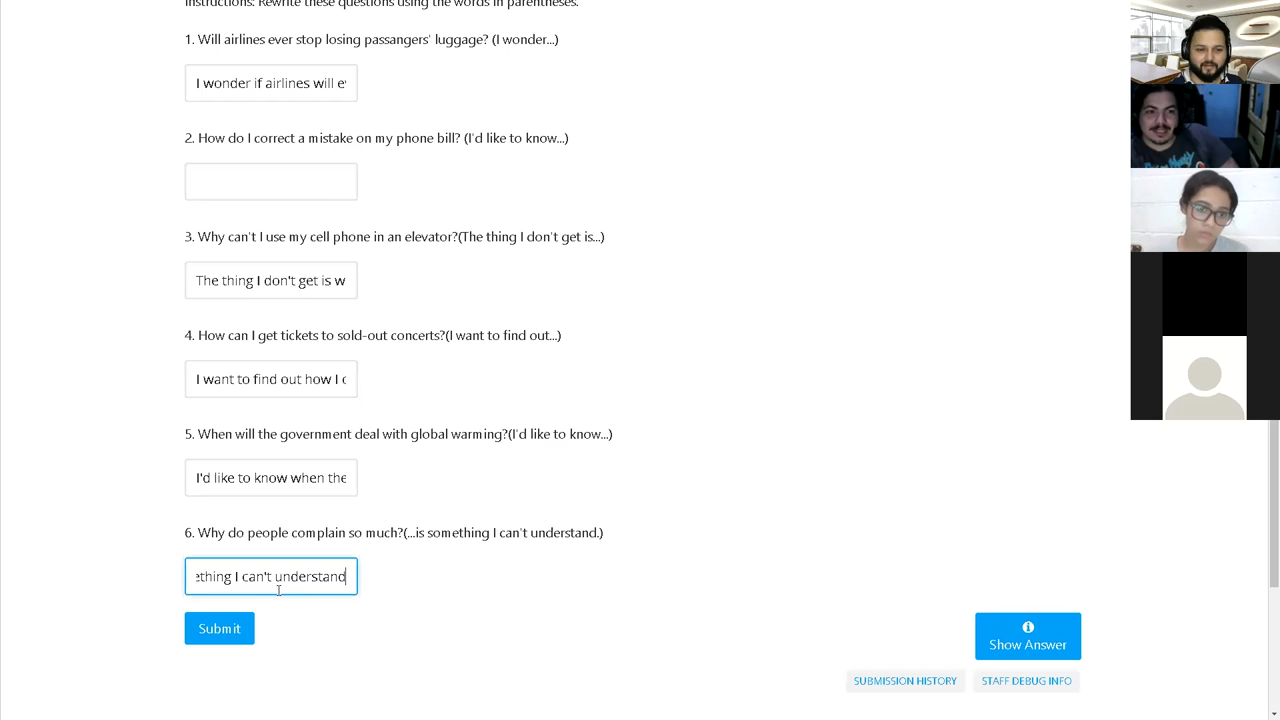 Instructions: Rewrite these questions using the words in parentheses.
1. Will airlines ever stop losing passangers' luggage? (I wonder...)
I wonder if airlines will e
2. How do I correct a mistake on my phone bill? (I'd like to know...)
3. Why can't I use my cell phone in an elevator?(The thing I don't get is...)
The thing I don't get is w
4. How can I get tickets to sold-out concerts?(I want to find out...)
I want to find out how I c
5. When will the government deal with global warming?(I'd like to know...)
I'd like to know when the
6. Why do people complain so much?(...is something I can't understand.)
ething I can't understand
Submit
Show Answer
SUBMISSION HISTORY
STAFF DEBUG INFO